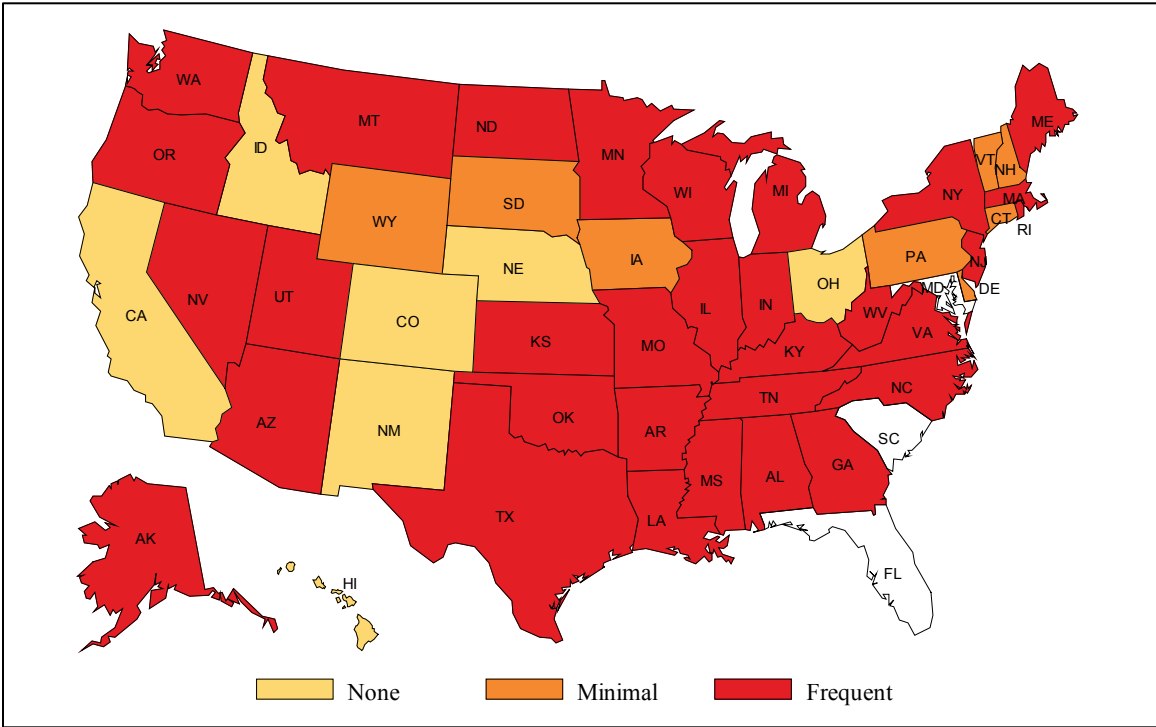 WA
MT
ND
MN
ME
OR
ID
VT
NH
WI
MI
NY
MA
SD
WY
CT
RI
IA
PA
NE
NJ
OH
MD
DE
NV
UT
CO
IL
IN
WV
CA
VA
KS
MO
KY
NC
TN
AZ
NM
OK
AR
SC
MS
AL
GA
TX
LA
AK
FL
HI
None
Minimal
Frequent